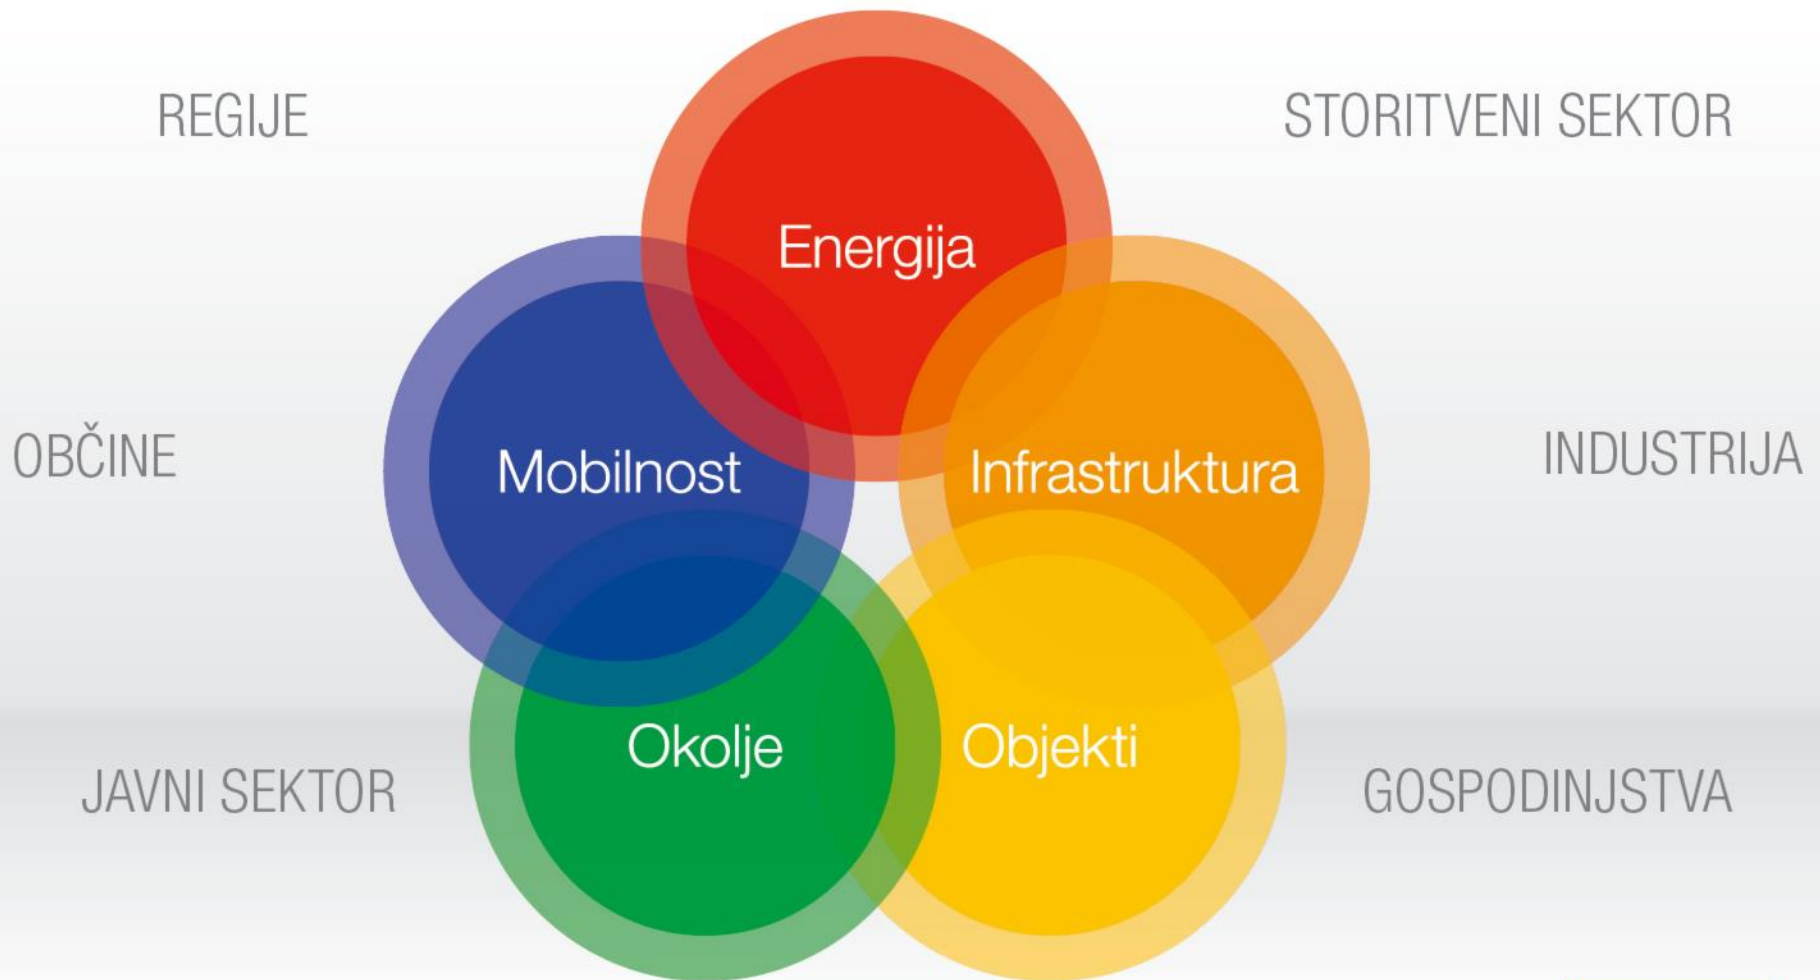 REGIJE
STORITVENI SEKTOR
Energija
OBČINE
Mobilnost
Infrastruktura
INDUSTRIJA
JAVNI SEKTOR
Okolje
Objekti
GOSPODINJSTVA